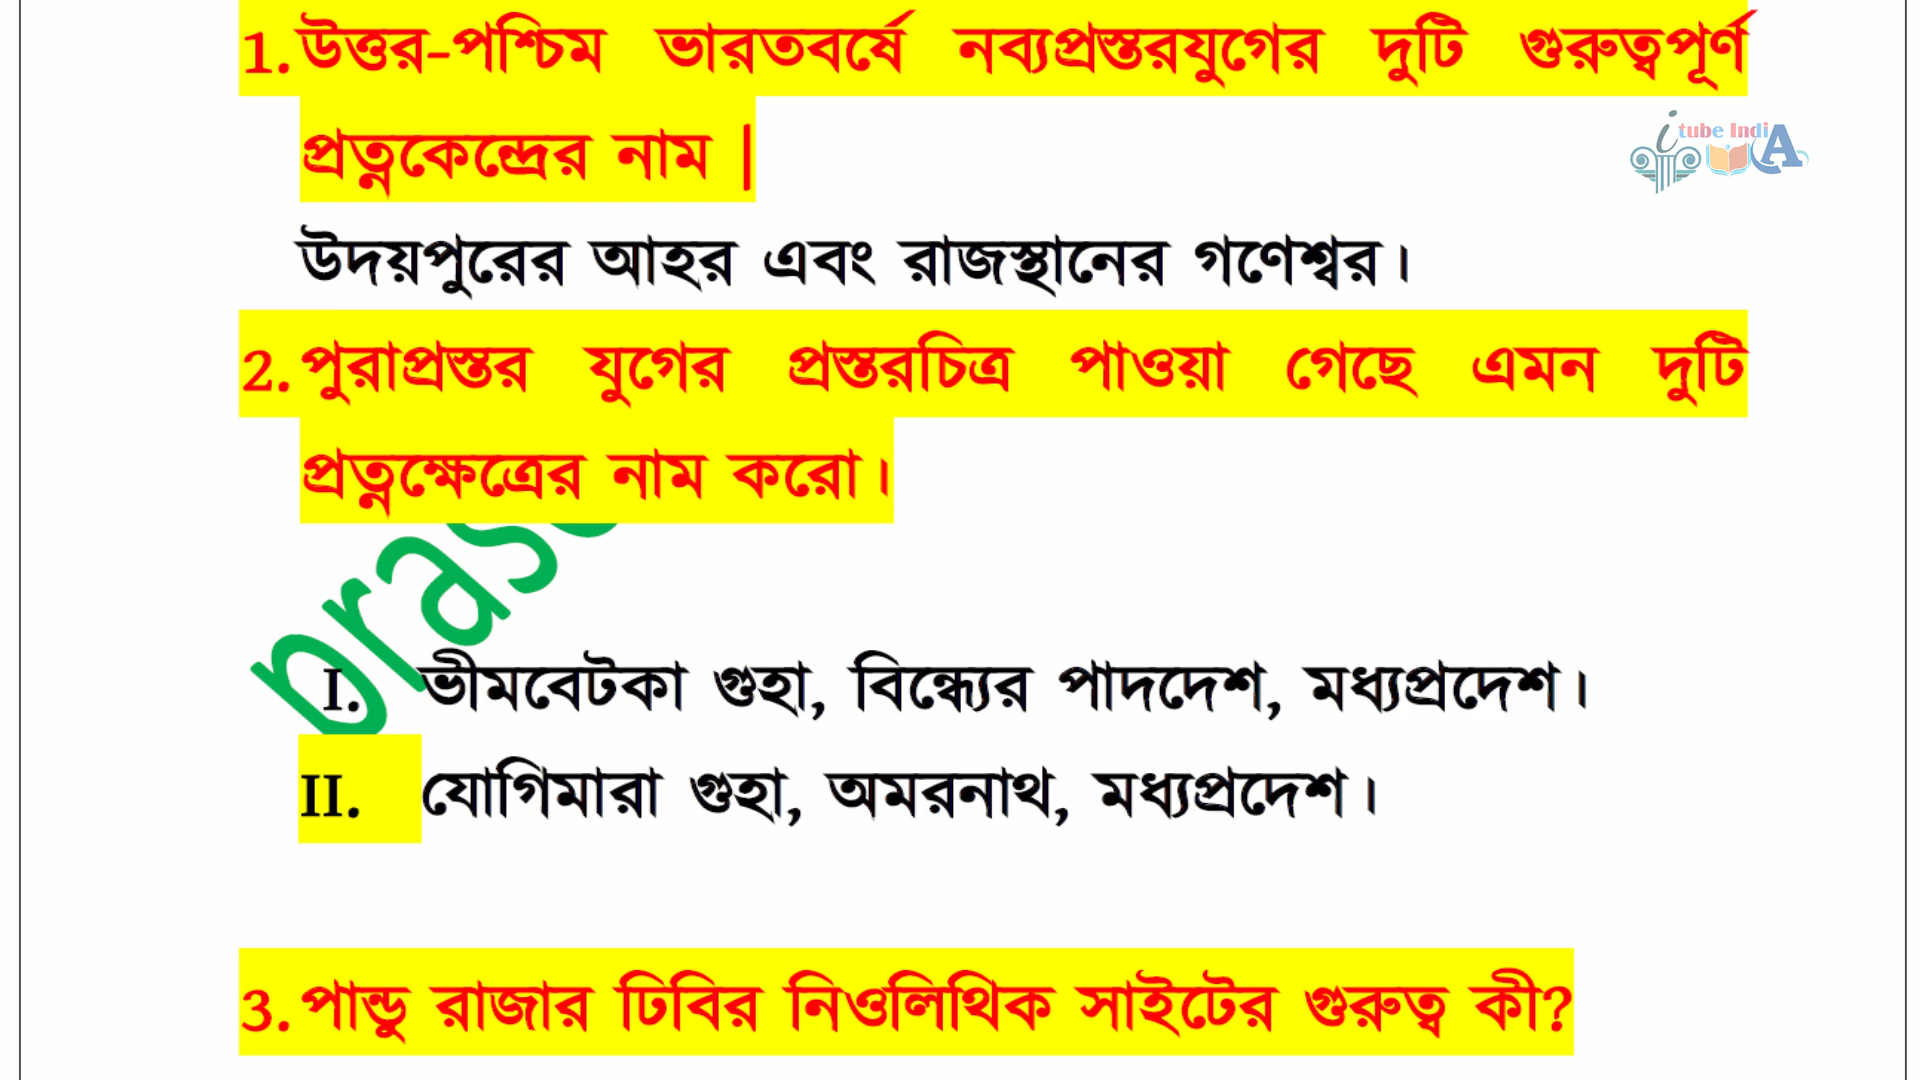 1. উত্তর-পশ্চিম ভারতবর্ষে নব্যপ্রস্তরযুগের দুটি গুরুত্বপূর্ণ
প্রত্নকেন্দ্রের নাম |
itube IndiA
উদয়পুরের আহর এবং রাজস্থানের গণেশ্বর।
2. পুরাপ্রস্তর যুগের প্রস্তরচিত্র পাওয়া গেছে এমন দুটি
প্রত্নক্ষেত্রের নাম করো।
I. ভীমবেটকা গুহা, বিন্ধ্যের পাদদেশ, মধ্যপ্রদেশ।
II. যোগিমারা গুহা, অমরনাথ, মধ্যপ্রদেশ।
3. পান্ডু রাজার ঢিবির নিওলিথিক সাইটের গুরুত্ব কী?